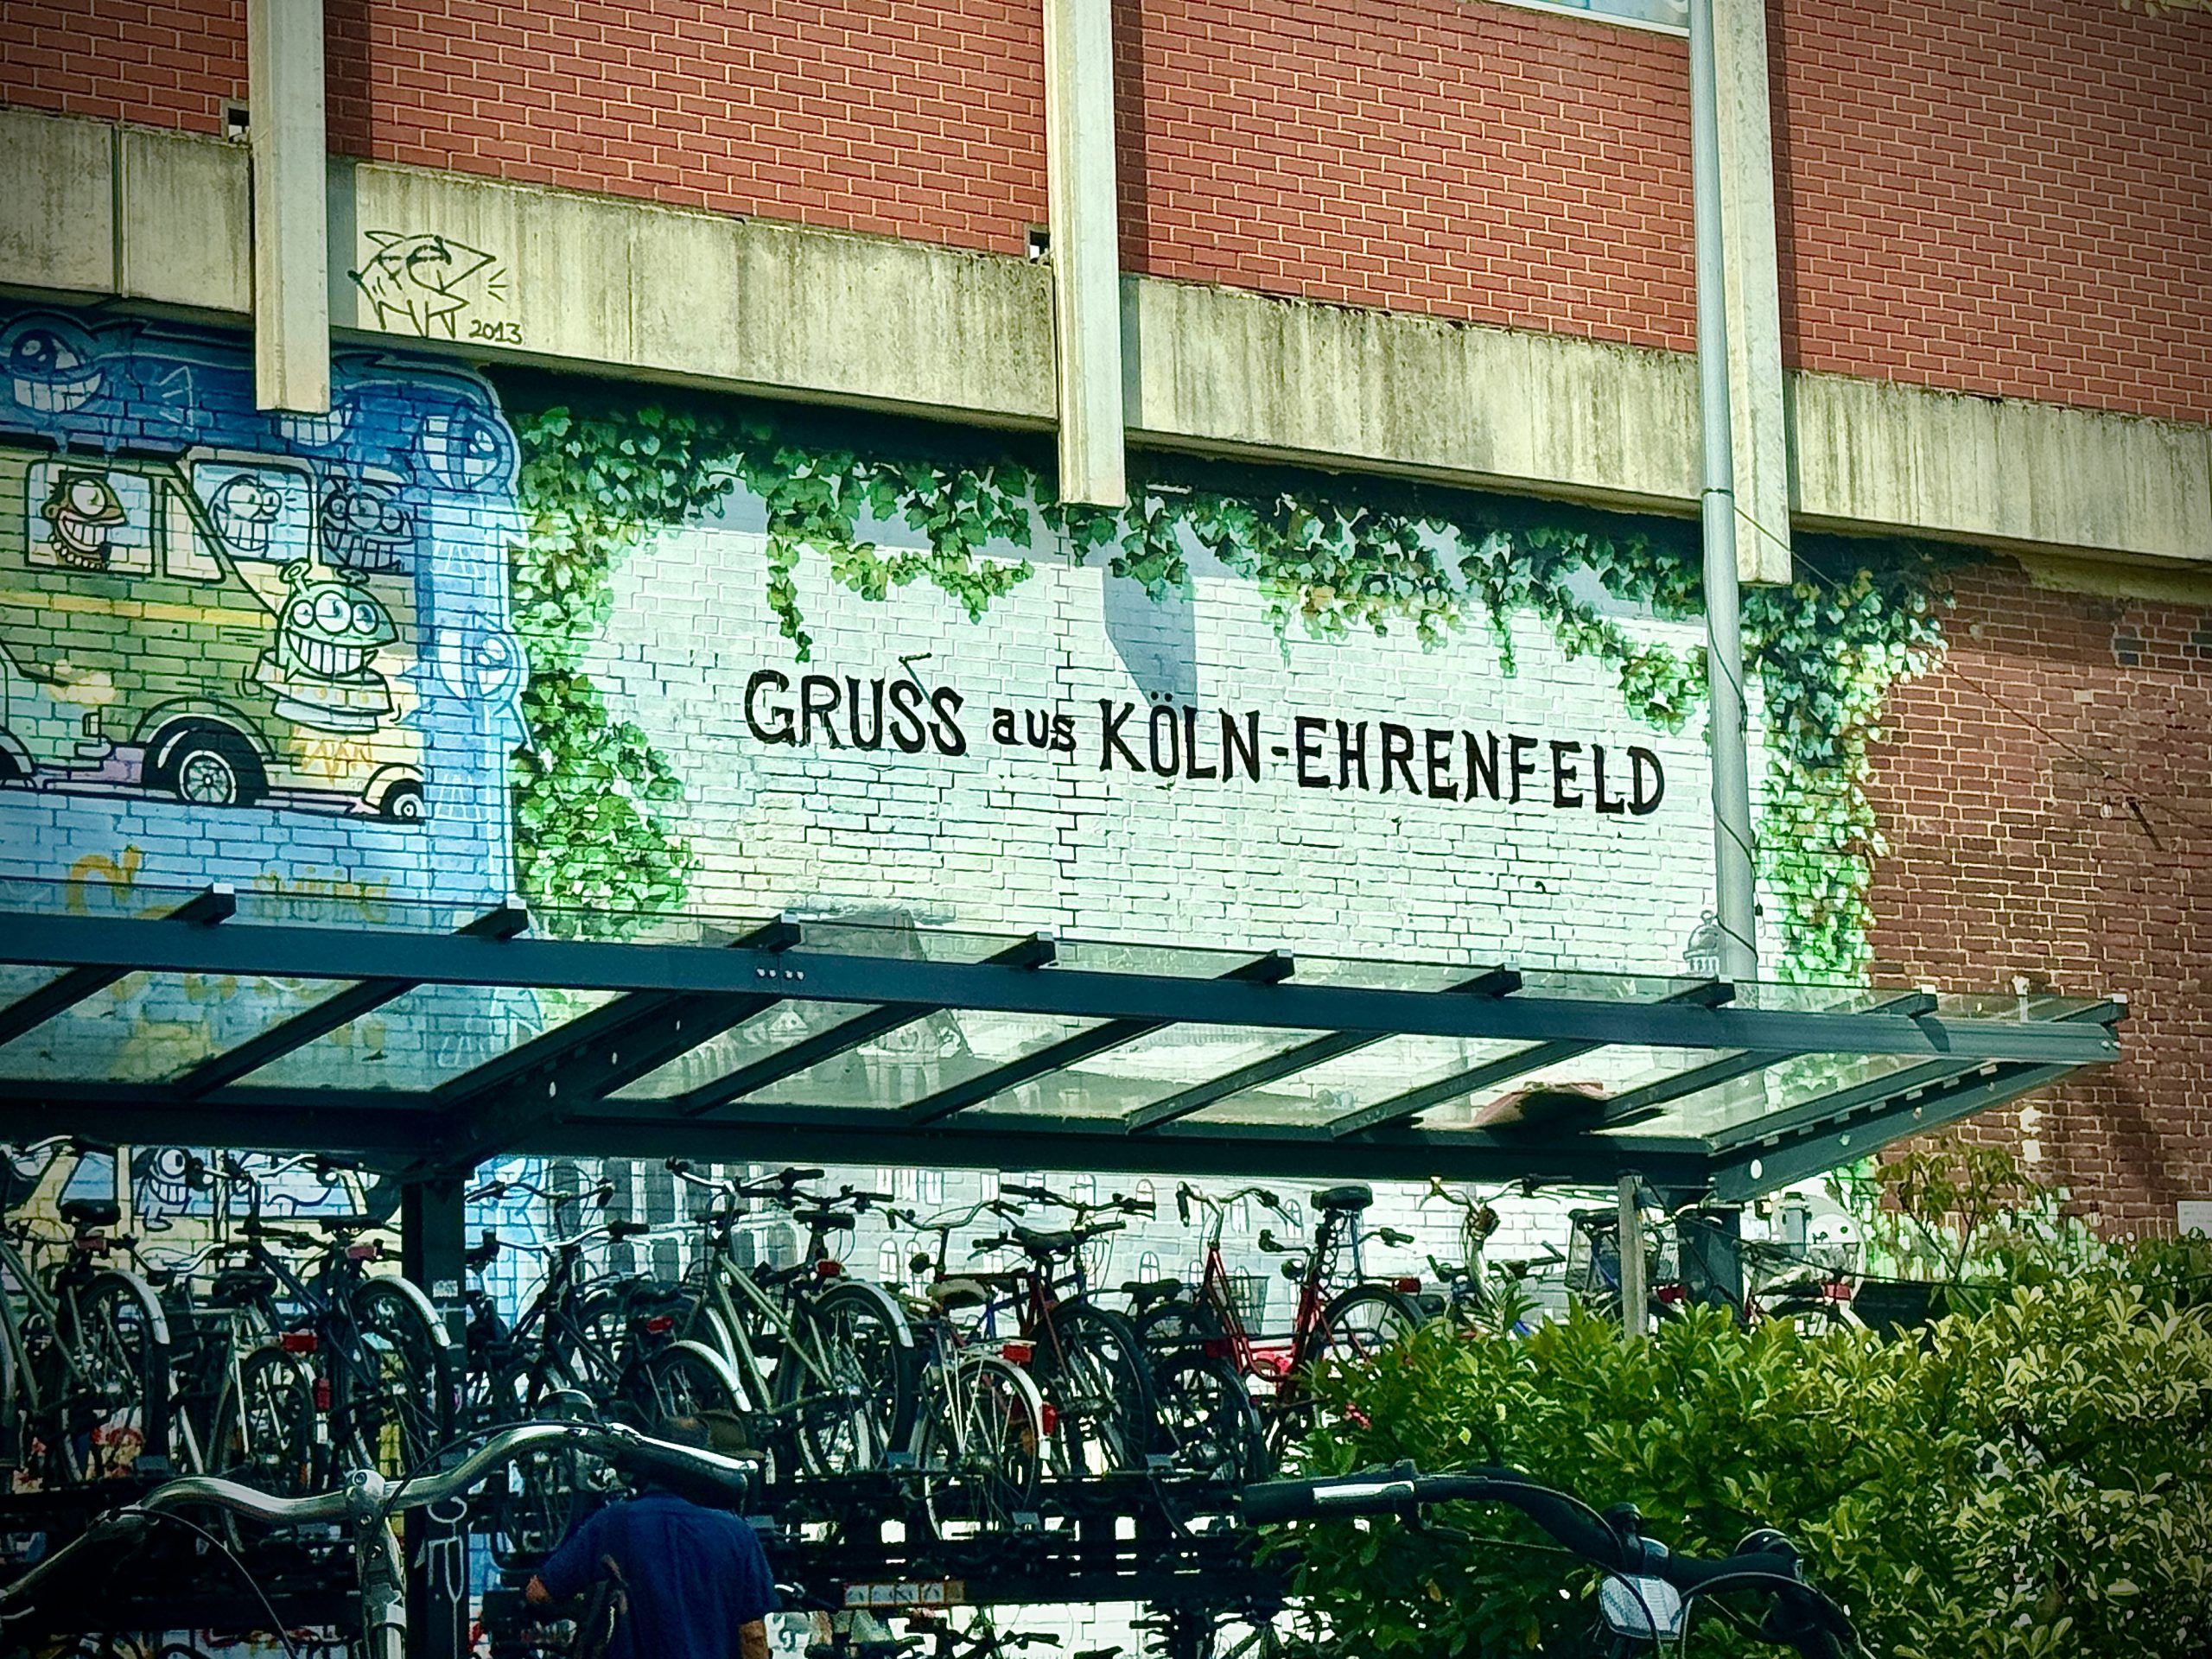 2013
GRUSS aus KÖLN-EHRENFELD